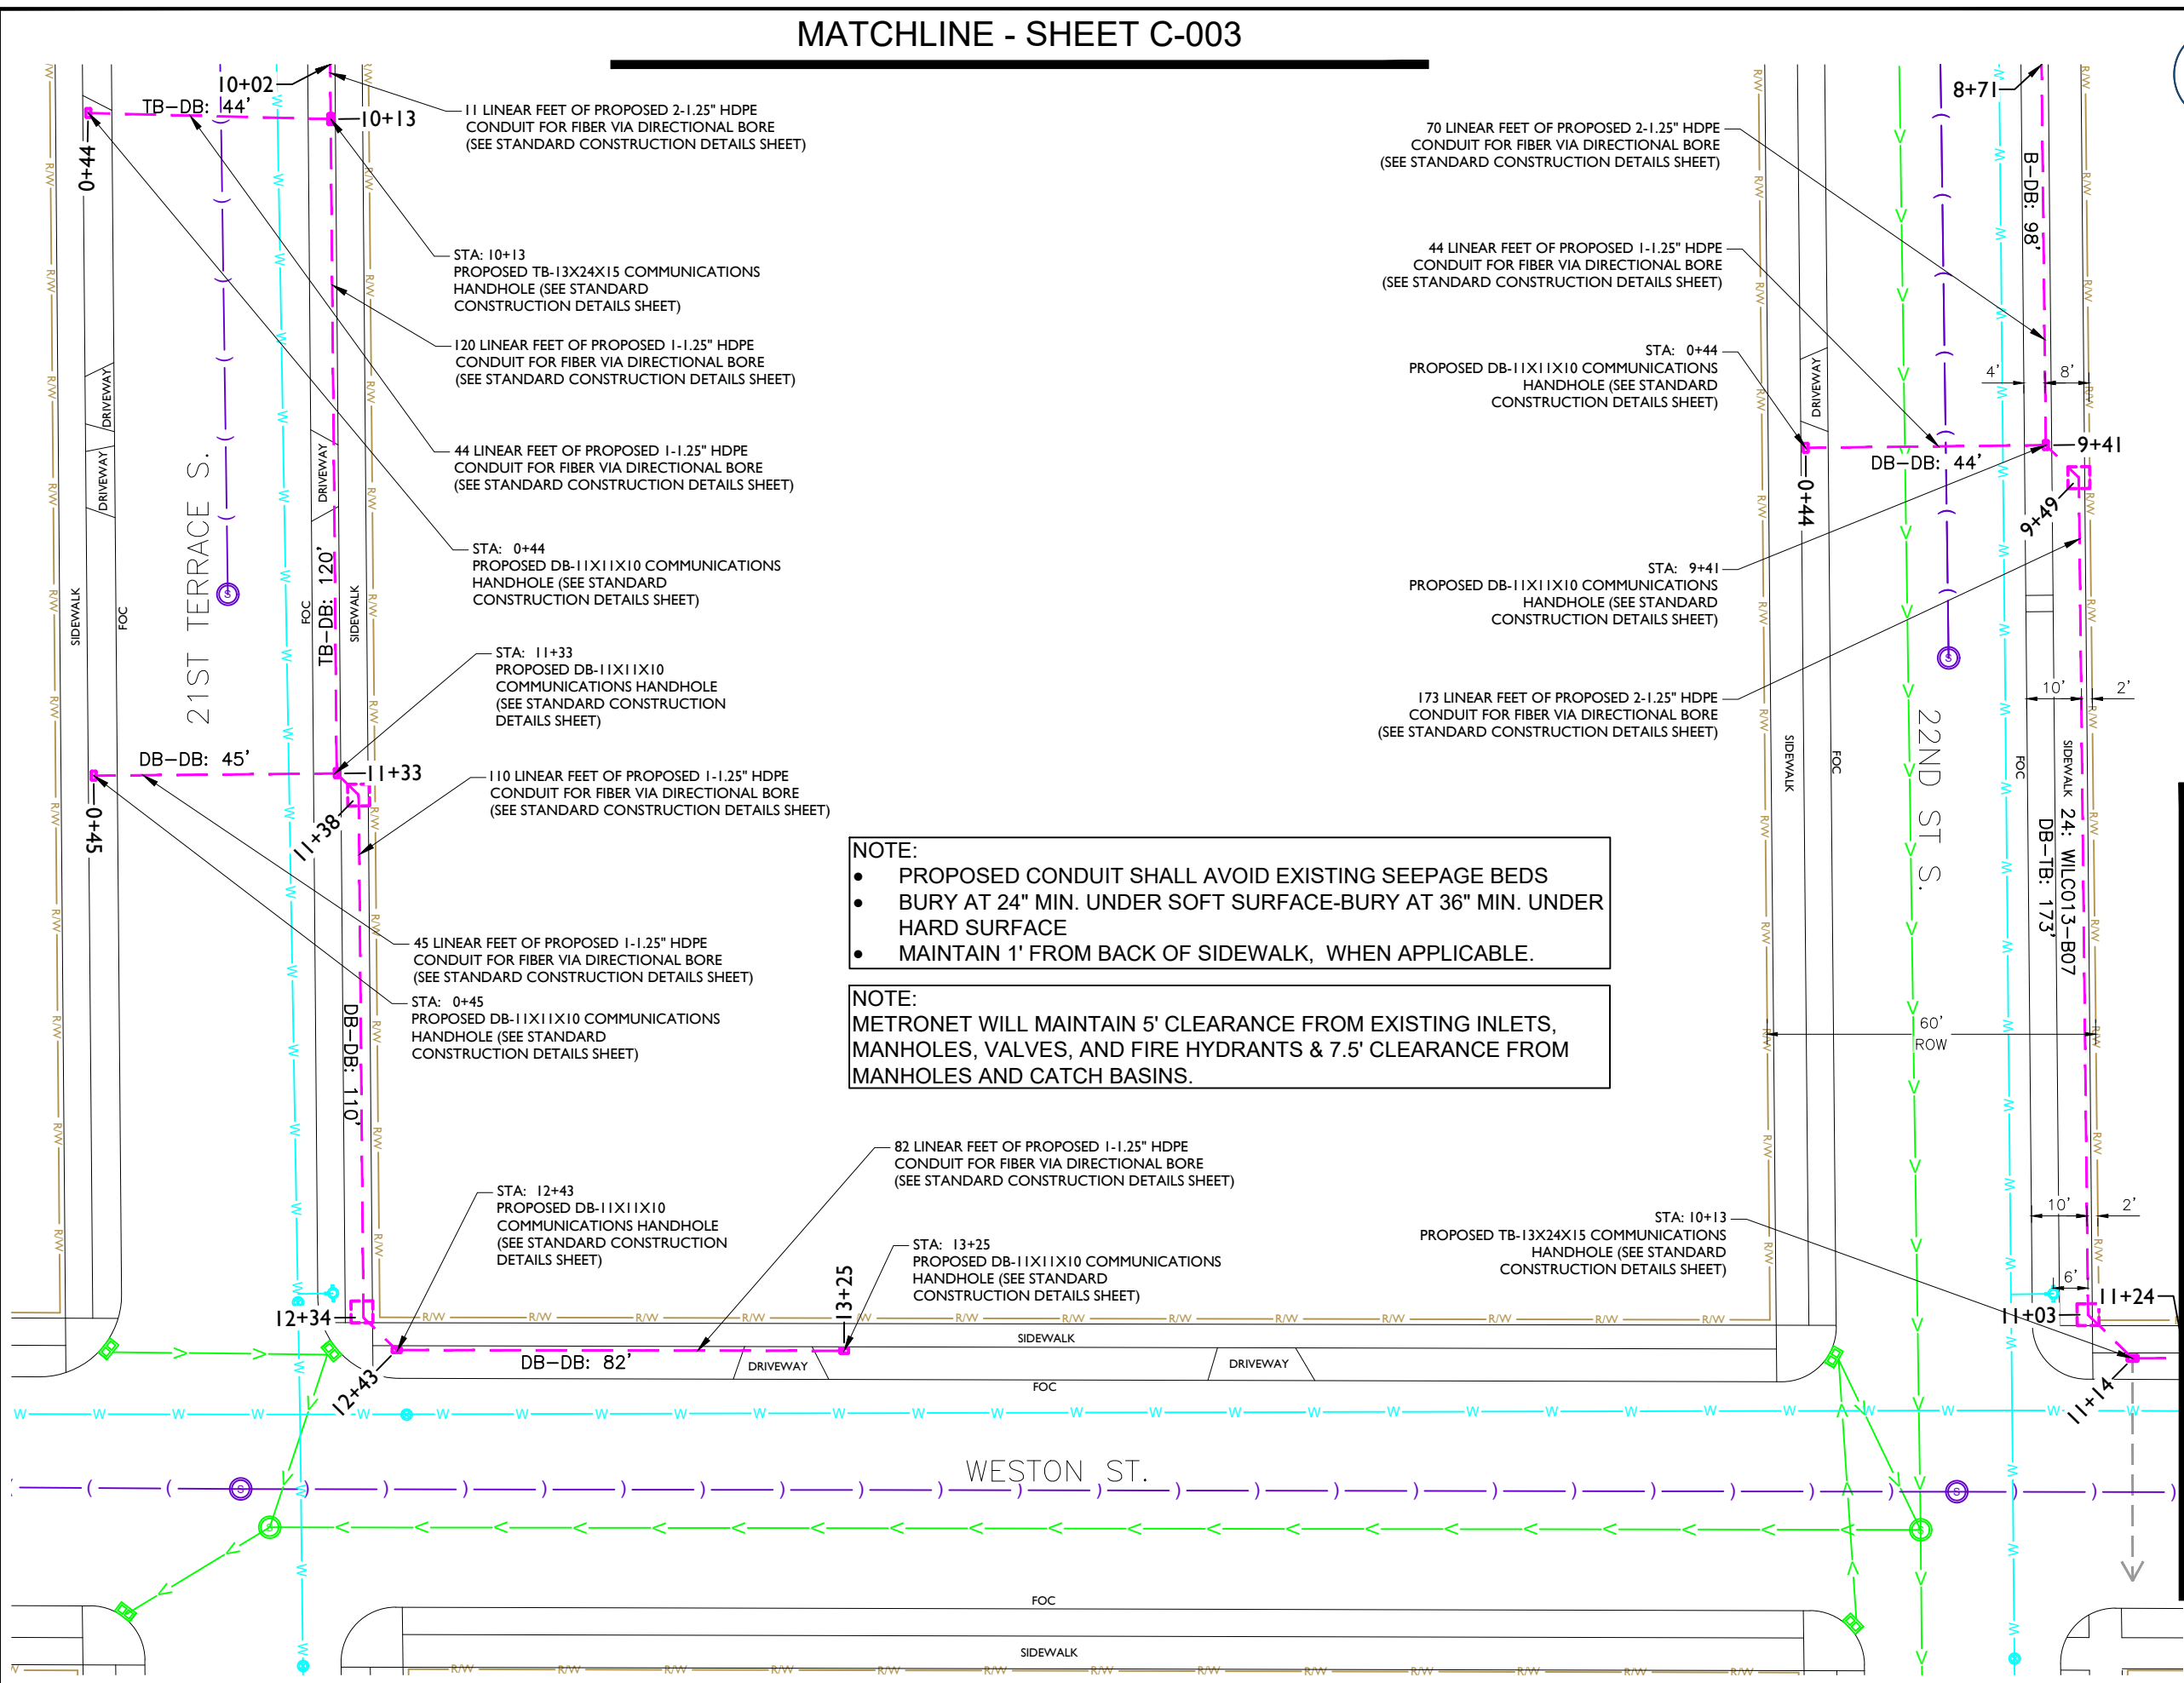 MATCHLINE - SHEET C-003
10+02
TB-DB: 44'
10+13
0+44
11 LINEAR FEET OF PROPOSED 2-1.25" HDPE
CONDUIT FOR FIBER VIA DIRECTIONAL BORE
(SEE STANDARD CONSTRUCTION DETAILS SHEET)
STA: 10+13
PROPOSED TB-13X24X15 COMMUNICATIONS
HANDHOLE (SEE STANDARD
CONSTRUCTION DETAILS SHEET)
120 LINEAR FEET OF PROPOSED 1-1.25" HDPE
CONDUIT FOR FIBER VIA DIRECTIONAL BORE
(SEE STANDARD CONSTRUCTION DETAILS SHEET)
44 LINEAR FEET OF PROPOSED 1-1.25" HDPE
CONDUIT FOR FIBER VIA DIRECTIONAL BORE
(SEE STANDARD CONSTRUCTION DETAILS SHEET)
STA: 0+44
PROPOSED DB-11X11X10 COMMUNICATIONS
HANDHOLE (SEE STANDARD
CONSTRUCTION DETAILS SHEET)
STA: 11+33
PROPOSED DB-11X11X10
COMMUNICATIONS HANDHOLE
(SEE STANDARD CONSTRUCTION
DETAILS SHEET)
110 LINEAR FEET OF PROPOSED 1-1.25" HDPE
CONDUIT FOR FIBER VIA DIRECTIONAL BORE
(SEE STANDARD CONSTRUCTION DETAILS SHEET)
DRIVEWAY
DRIVEWAY
DRIVEWAY
21ST TERRACE S.
SIDEWALK
FOC
FOC
TB-DB: 120'
SIDEWALK
DB-DB: 45'
11+33
0+45
11+38
45 LINEAR FEET OF PROPOSED 1-1.25" HDPE
CONDUIT FOR FIBER VIA DIRECTIONAL BORE
(SEE STANDARD CONSTRUCTION DETAILS SHEET)
STA: 0+45
PROPOSED DB-11X11X10 COMMUNICATIONS
HANDHOLE (SEE STANDARD
CONSTRUCTION DETAILS SHEET)
DB-DB: 110'
STA: 12+43
PROPOSED DB-11X11X10
COMMUNICATIONS HANDHOLE
(SEE STANDARD CONSTRUCTION
DETAILS SHEET)
82 LINEAR FEET OF PROPOSED 1-1.25" HDPE
CONDUIT FOR FIBER VIA DIRECTIONAL BORE
(SEE STANDARD CONSTRUCTION DETAILS SHEET)
STA: 13+25
PROPOSED DB-11X11X10 COMMUNICATIONS
HANDHOLE (SEE STANDARD
CONSTRUCTION DETAILS SHEET)
NOTE:
• PROPOSED CONDUIT SHALL AVOID EXISTING SEEPAGE BEDS
• BURY AT 24" MIN. UNDER SOFT SURFACE-BURY AT 36" MIN. UNDER
HARD SURFACE
• MAINTAIN 1' FROM BACK OF SIDEWALK, WHEN APPLICABLE.
NOTE:
METRONET WILL MAINTAIN 5' CLEARANCE FROM EXISTING INLETS,
MANHOLES, VALVES, AND FIRE HYDRANTS & 7.5' CLEARANCE FROM
MANHOLES AND CATCH BASINS.
8+71
70 LINEAR FEET OF PROPOSED 2-1.25" HDPE
CONDUIT FOR FIBER VIA DIRECTIONAL BORE
(SEE STANDARD CONSTRUCTION DETAILS SHEET)
B-DB: 98'
44 LINEAR FEET OF PROPOSED 1-1.25" HDPE
CONDUIT FOR FIBER VIA DIRECTIONAL BORE
(SEE STANDARD CONSTRUCTION DETAILS SHEET)
STA: 0+44
PROPOSED DB-11X11X10 COMMUNICATIONS
HANDHOLE (SEE STANDARD
CONSTRUCTION DETAILS SHEET)
DRIVEWAY
4'
8'
9+41
DB-DB: 44'
0+44
9+49
STA: 9+41
PROPOSED DB-11X11X10 COMMUNICATIONS
HANDHOLE (SEE STANDARD
CONSTRUCTION DETAILS SHEET)
173 LINEAR FEET OF PROPOSED 2-1.25" HDPE
CONDUIT FOR FIBER VIA DIRECTIONAL BORE
(SEE STANDARD CONSTRUCTION DETAILS SHEET)
10'
2'
SIDEWALK
FOC
22ND ST S.
FOC
SIDEWALK
24: WILC013-B07
DB-TB: 173'
60'
ROW
10'
2'
STA: 10+13
PROPOSED TB-13X24X15 COMMUNICATIONS
HANDHOLE (SEE STANDARD
CONSTRUCTION DETAILS SHEET)
6'
11+24
11+03
11+14
12+34
12+43
13+25
DB-DB: 82'
SIDEWALK
DRIVEWAY
DRIVEWAY
FOC
WESTON ST.
FOC
SIDEWALK